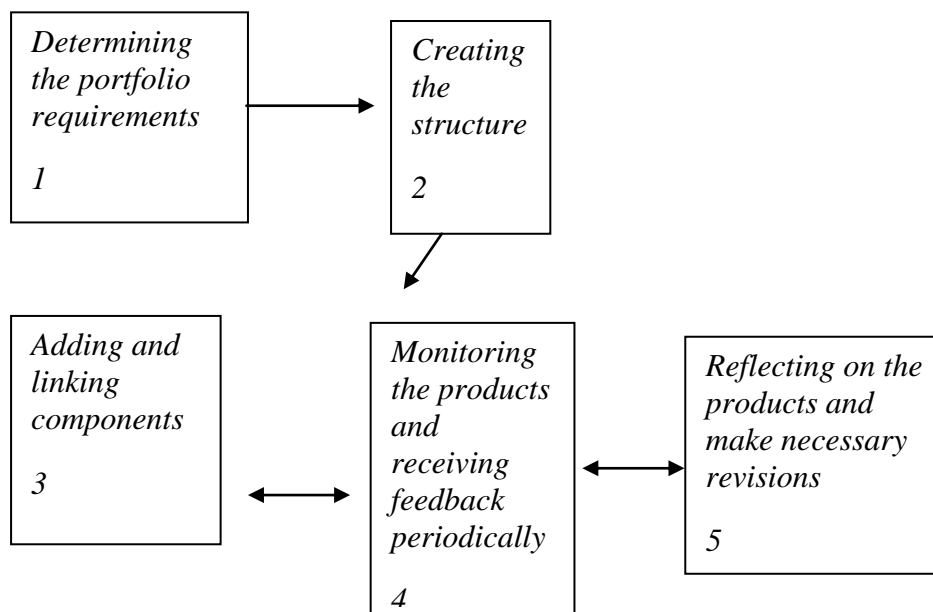 Determining
the portfolio
requirements
1
Creating
the
structure
2
Adding and
linking
components
3
Monitoring
the products
and
receiving
feedback
periodically
4
Reflecting on the
products and
make necessary
revisions
5